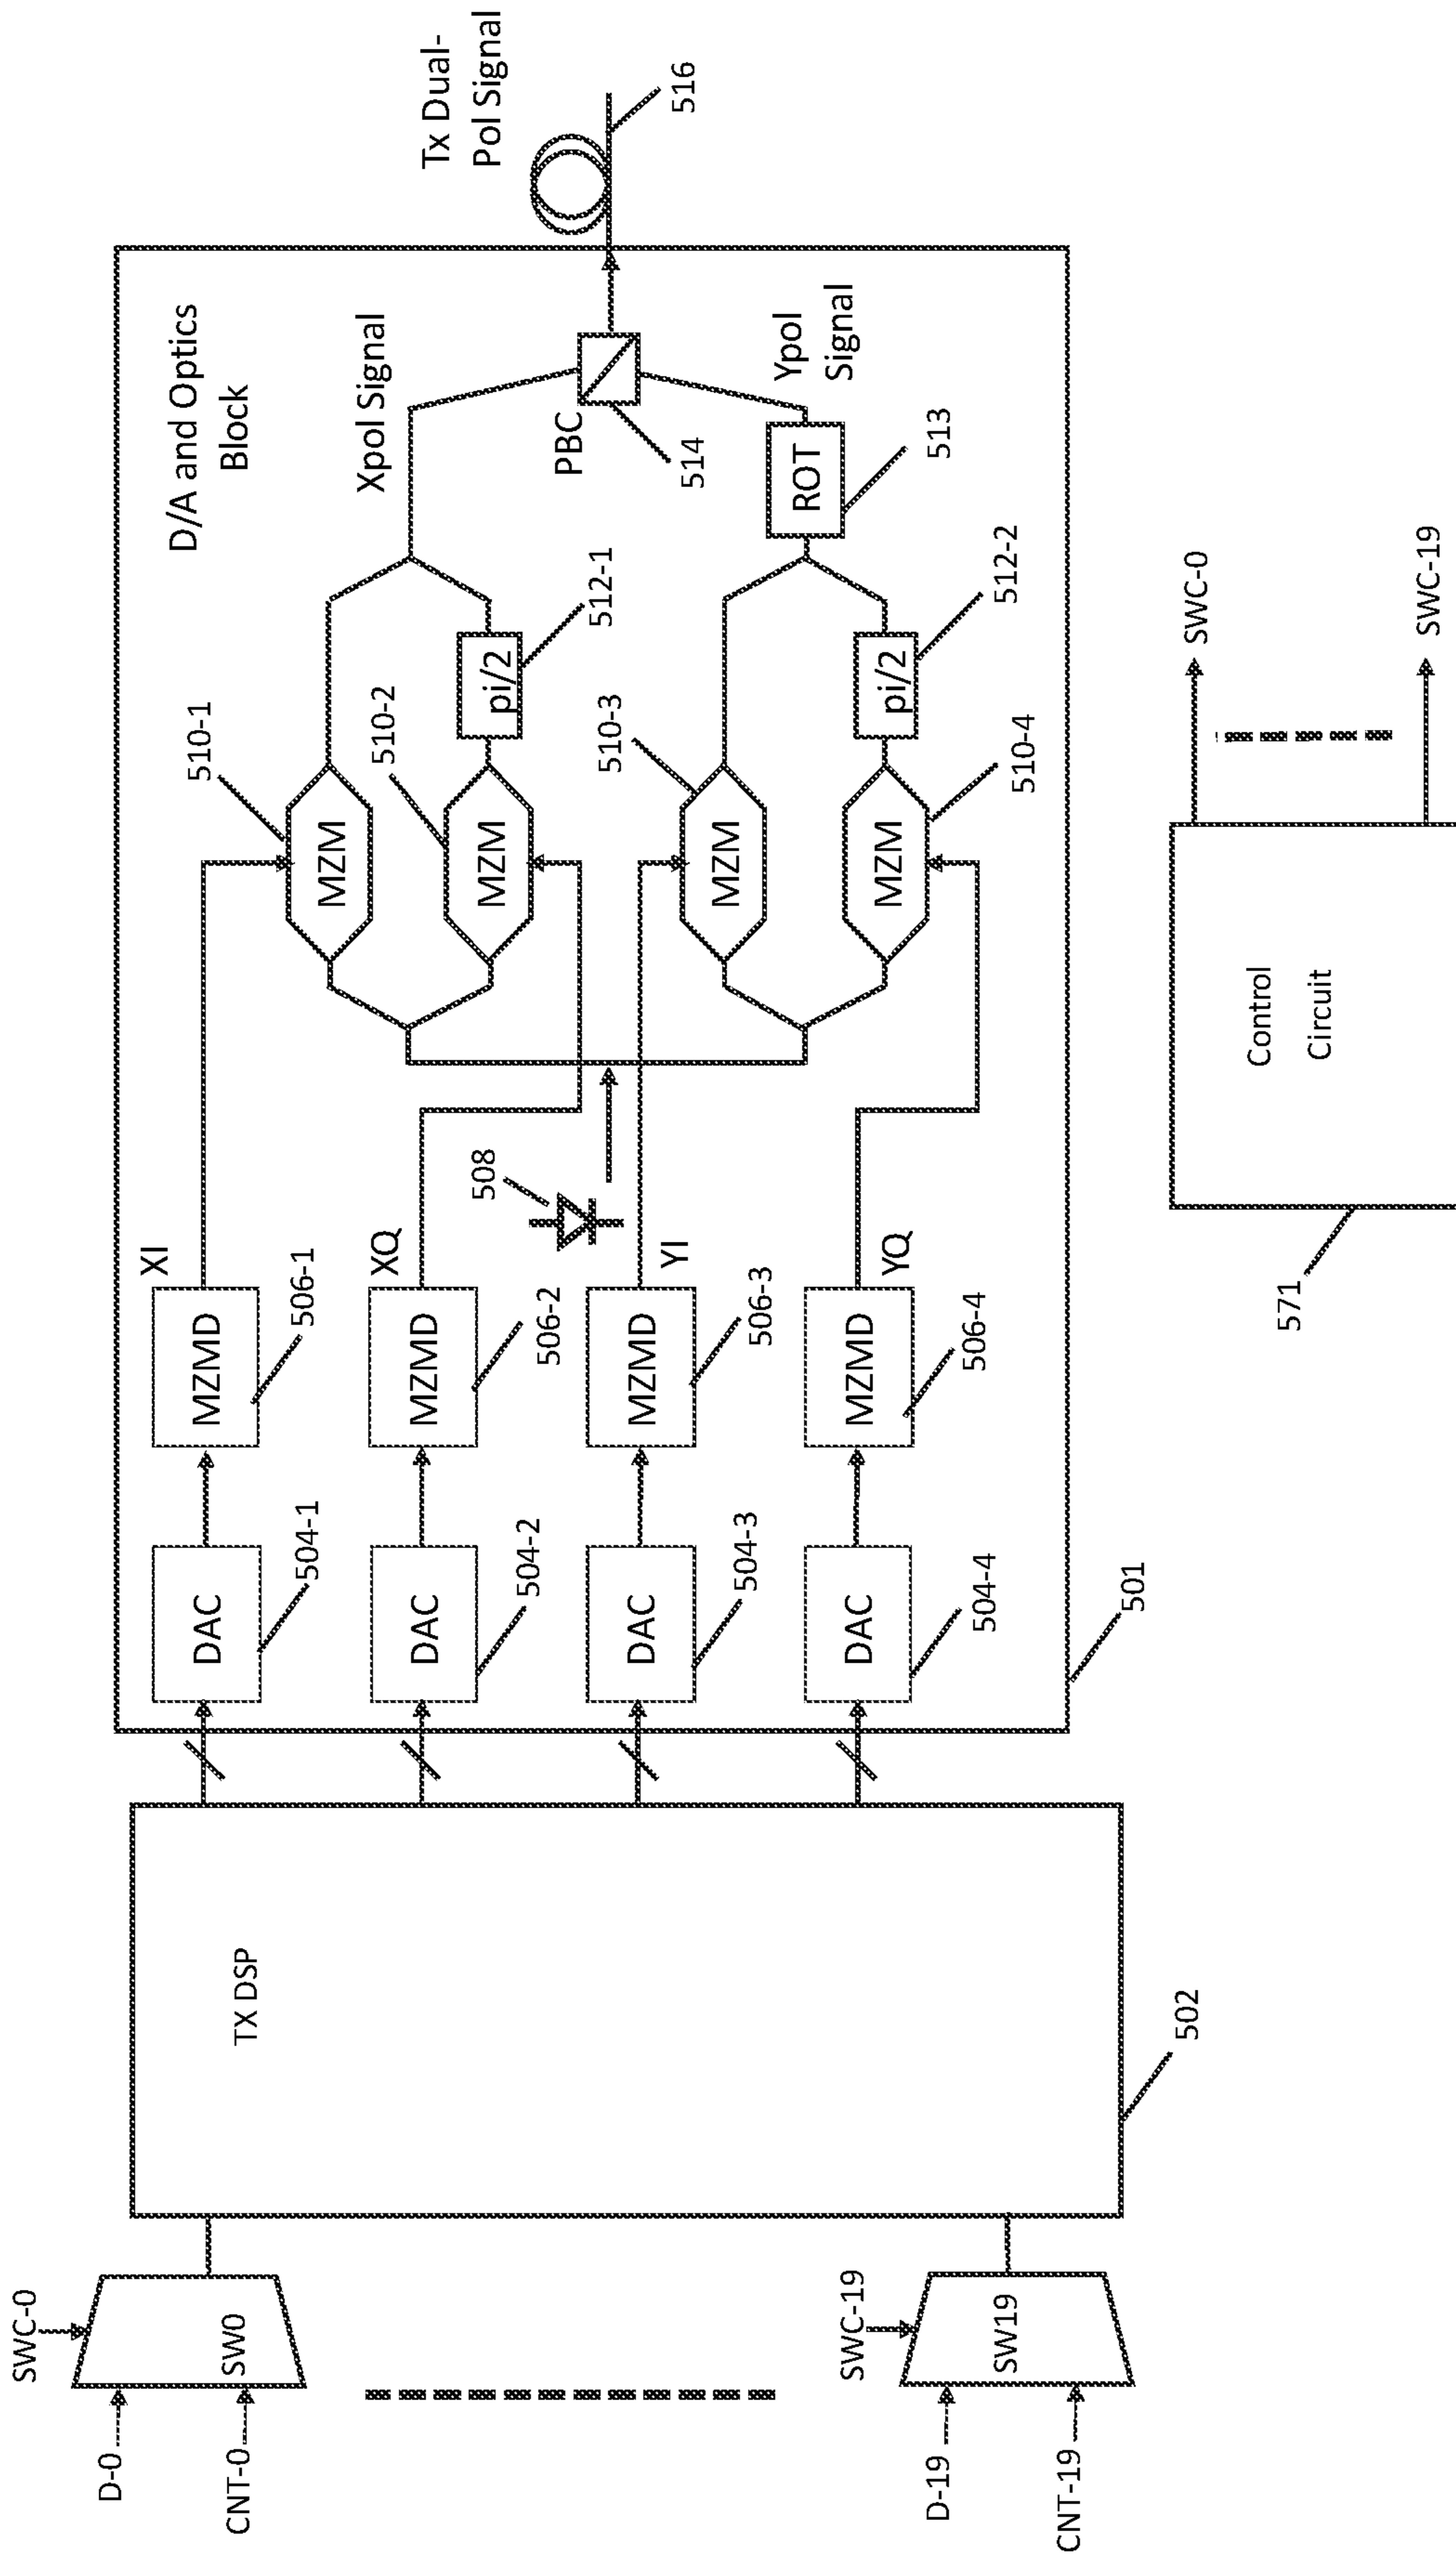 SWC-0
D-0
CNT-0
SW0
SWC-19
D-19
CNT-19
SW19
TX DSP
502
D/A and Optics
Block
501
DAC
504-1
DAC
504-2
DAC
504-3
DAC
504-4
MZMD
506-1
XI
MZMD
506-2
XQ
MZMD
506-3
YI
MZMD
506-4
YQ
508
MZM
510-1
MZM
510-2
MZM
510-3
MZM
510-4
pi/2
512-1
pi/2
512-2
Xpol Signal
ROT
513
Ypol
Signal
PBC
514
Tx Dual-
Pol Signal
516
Control
Circuit
571
SWC-0
SWC-19